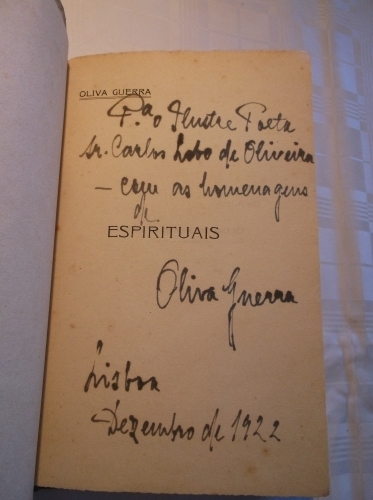 OLIVA GUERRA
P.ª o Ilustre Poeta
Sr. Carlos Lobo de Oliveira
— com as homenagens
de
ESPIRITUAIS
Oliva Guerra
Lisboa
Dezembro de 1922